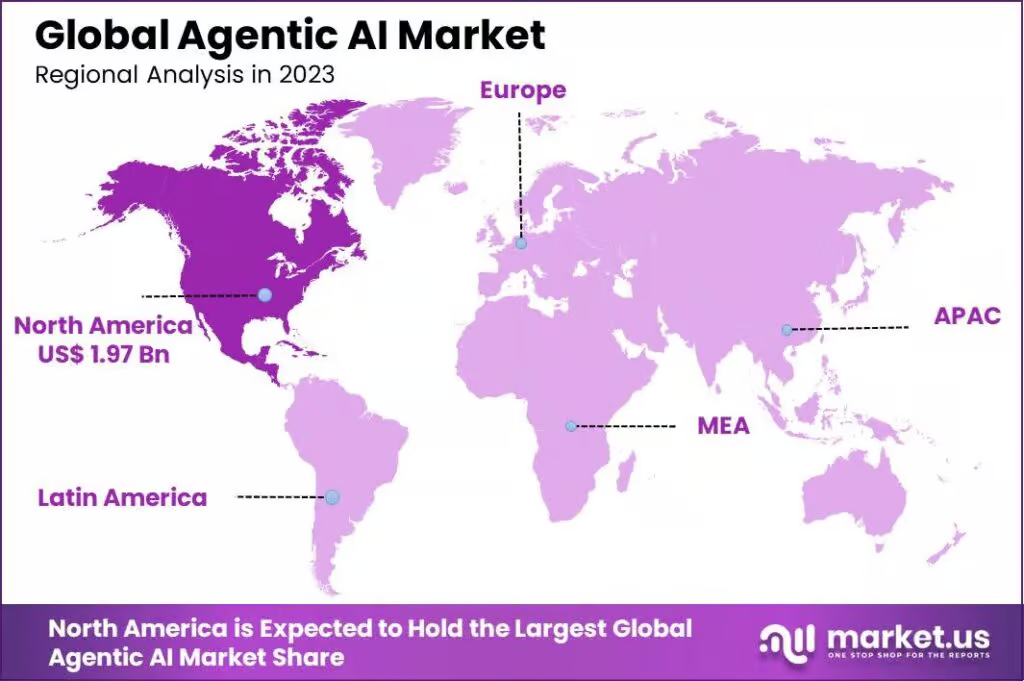 Global Agentic AI Market
Regional Analysis in 2023
Europe
North America
US$ 1.97 Bn
APAC
MEA
Latin America
North America is Expected to Hold the Largest Global
Agentic AI Market Share
market.us
ONE STOP SHOP FOR THE REPORTS